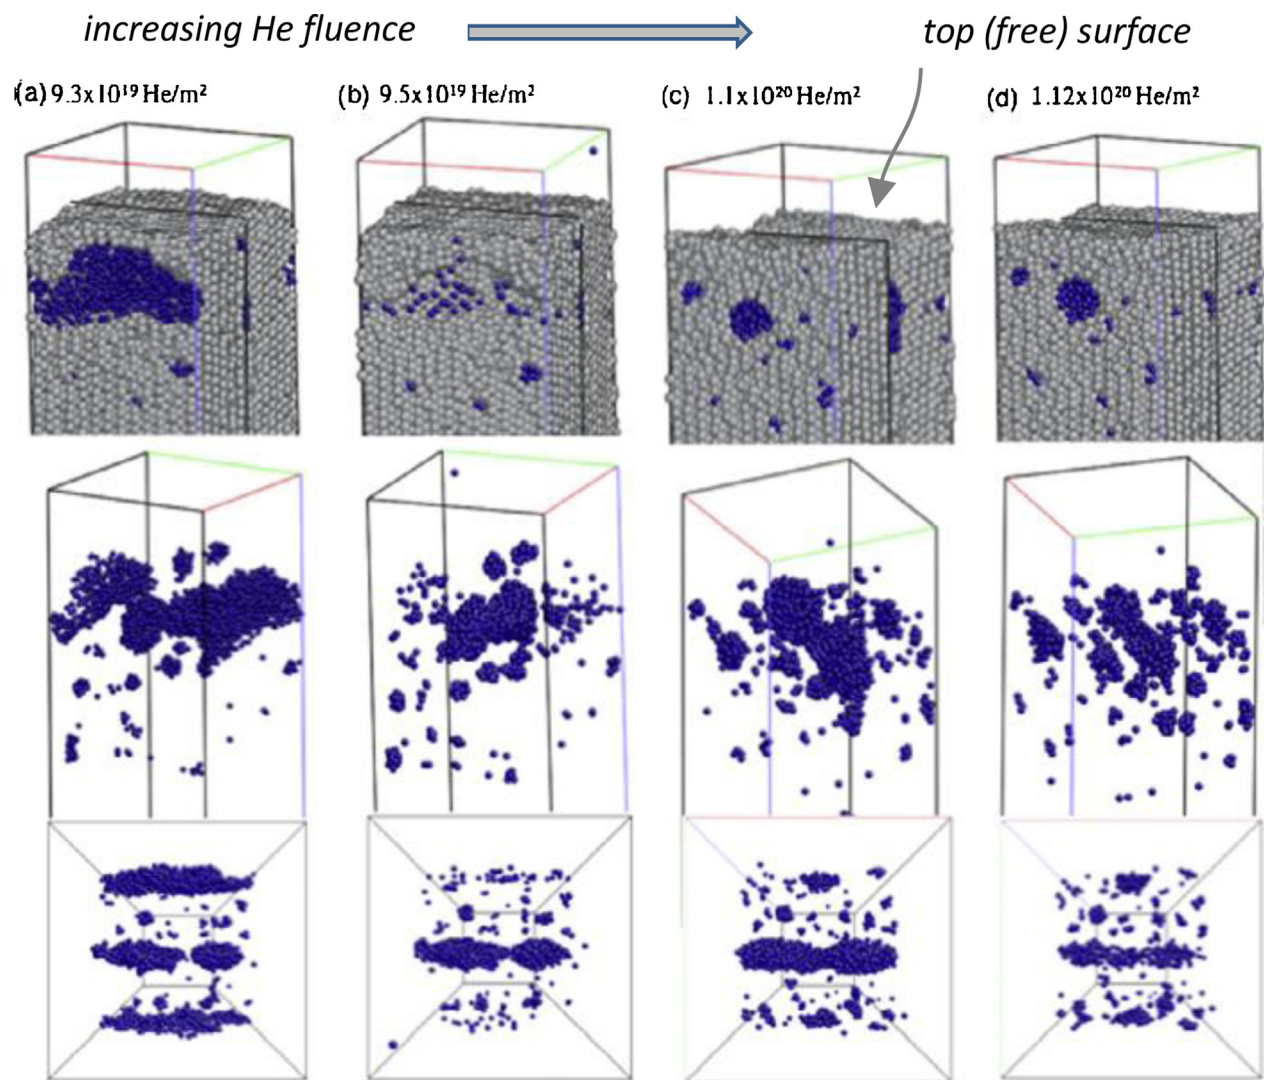 increasing He fluence
top (free) surface
(a) 9.3x10¹⁹ He/m²
(b) 9.5x10¹⁹ He/m²
(c) 1.1x10²⁰ He/m²
(d) 1.12x10²⁰ He/m²